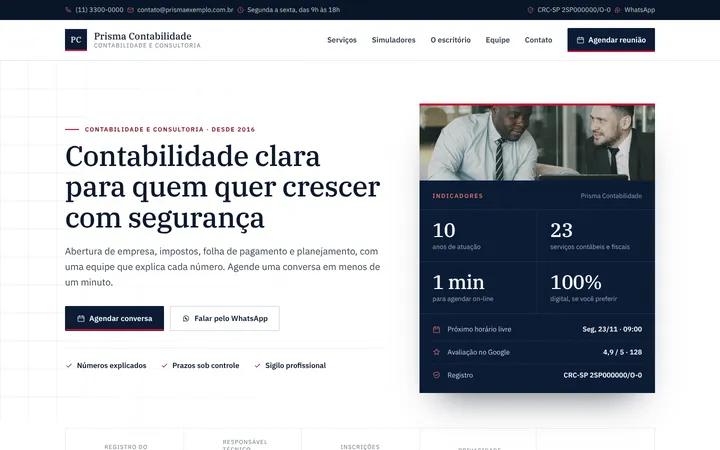 (11) 3300-0000 contato@prismaexemplo.com.br Segunda a sexta, das 9h às 18h CRC-SP 2SP000000/O-0 WhatsApp
PC
Prisma Contabilidade
CONTABILIDADE E CONSULTORIA
Serviços Simuladores O escritório Equipe Contato Agendar reunião
CONTABILIDADE E CONSULTORIA · DESDE 2016
Contabilidade clara
para quem quer crescer
com segurança
Abertura de empresa, impostos, folha de pagamento e planejamento, com
uma equipe que explica cada número. Agende uma conversa em menos de
um minuto.
Agendar conversa Falar pelo WhatsApp
Números explicados Prazos sob controle Sigilo profissional
INDICADORES Prisma Contabilidade
10 23
anos de atuação serviços contábeis e fiscais
1 min 100%
para agendar on-line digital, se você preferir
Próximo horário livre Seg, 23/11 · 09:00
Avaliação no Google 4,9 / 5 · 128
Registro CRC-SP 2SP000000/O-0
REGISTRO DO RESPONSÁVEL INSCRIÇÕES
TÉCNICO